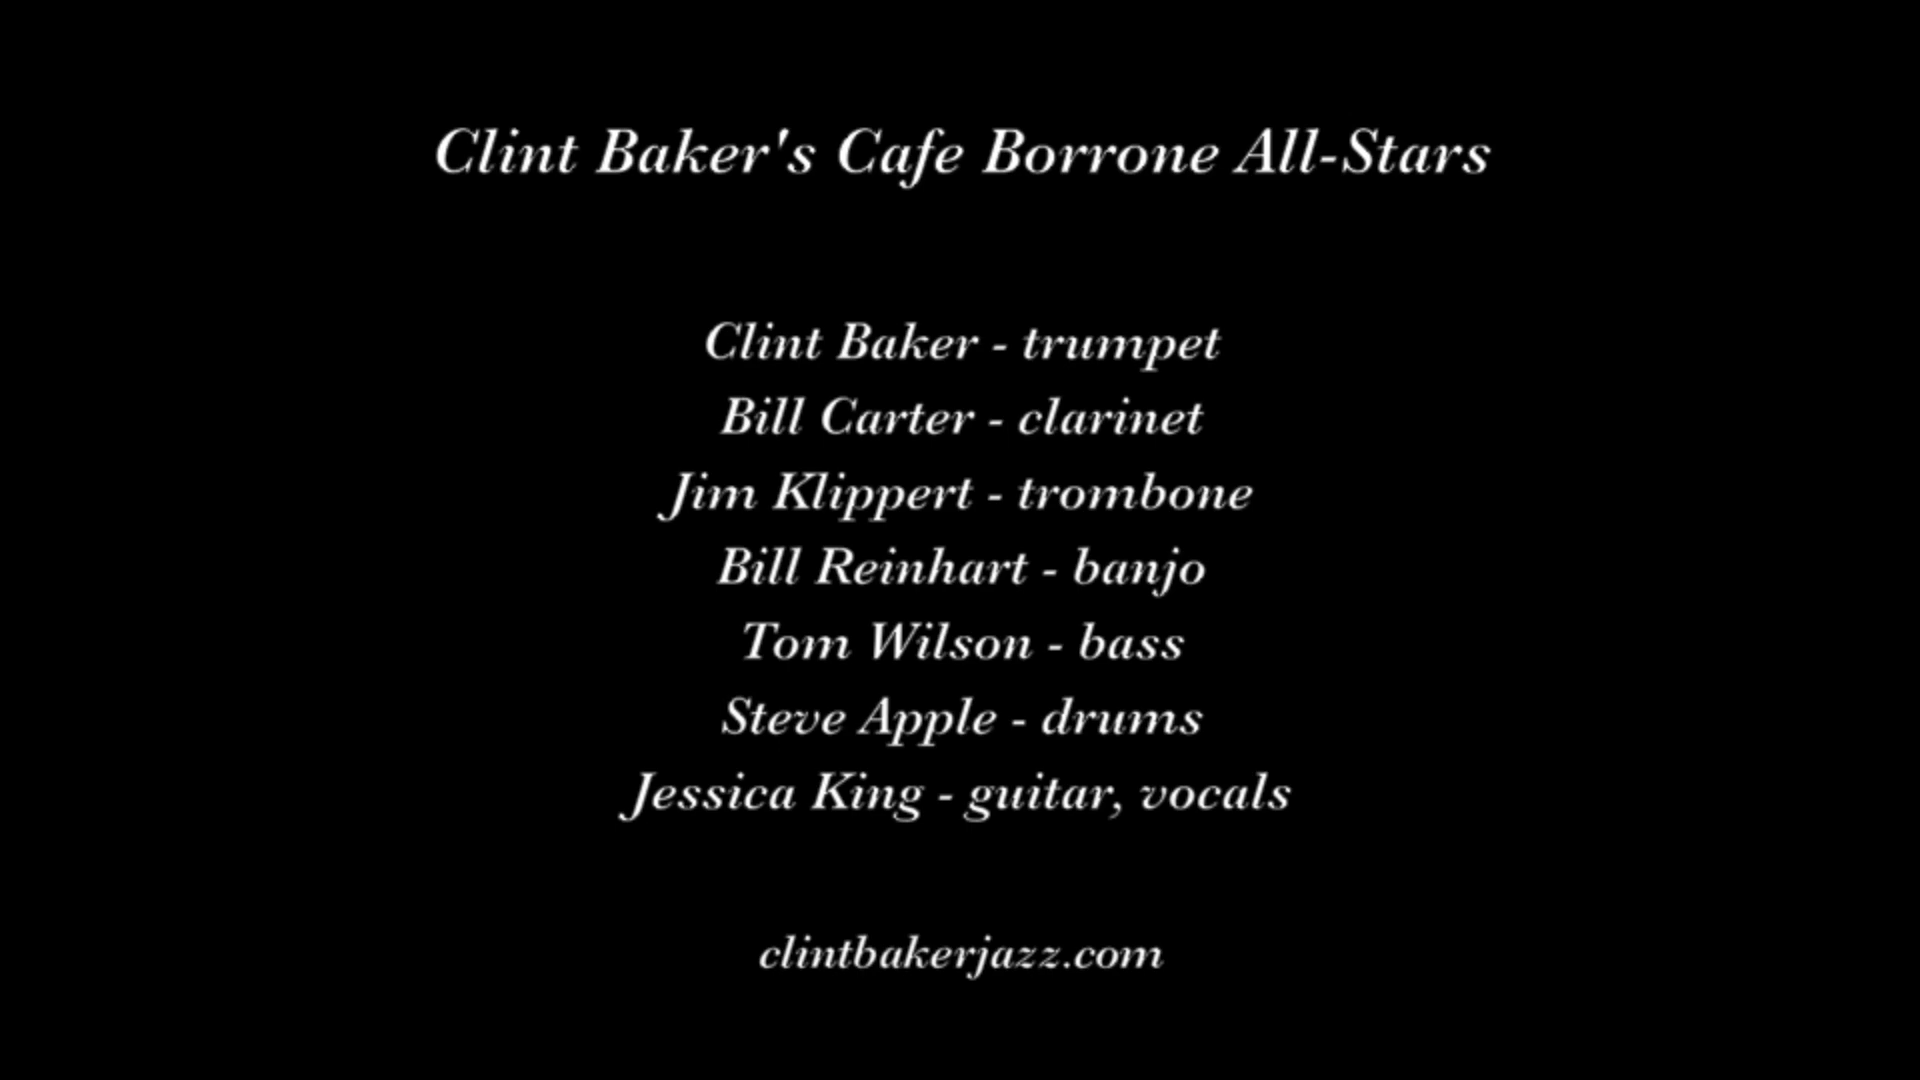 Clint Baker's Cafe Borrone All-Stars
Clint Baker - trumpet
Bill Carter - clarinet
Jim Klippert - trombone
Bill Reinhart - banjo
Tom Wilson - bass
Steve Apple - drums
Jessica King - guitar, vocals
clintbakerjazz.com